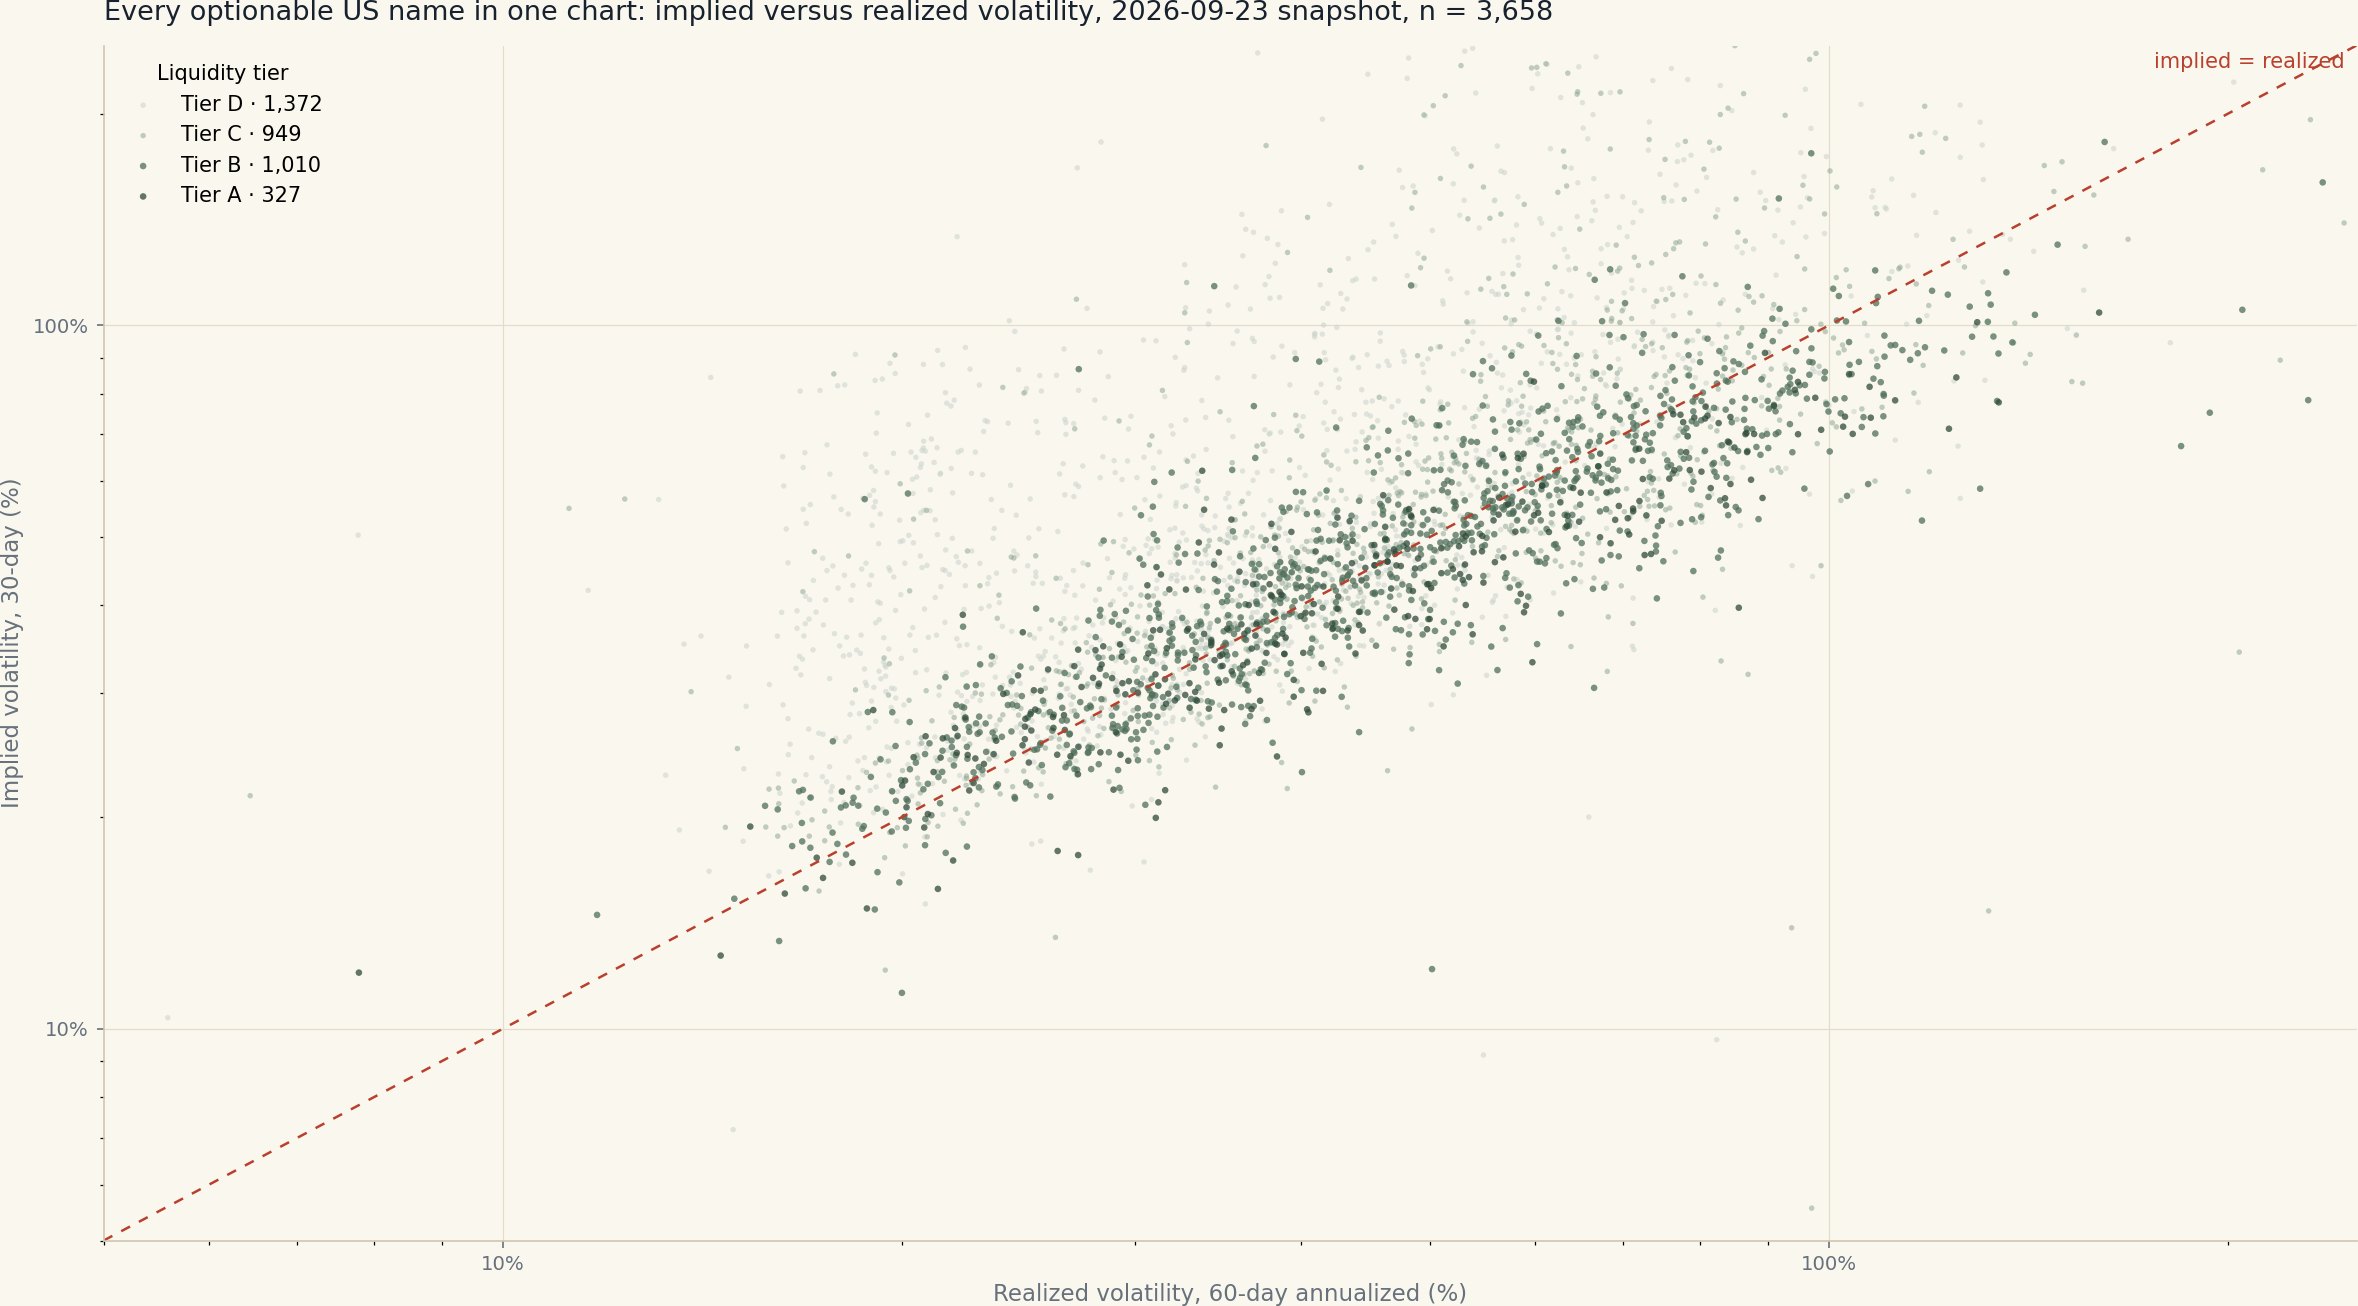 Every optionable US name in one chart: implied versus realized volatility, 2026-09-23 snapshot, n = 3,658
implied = realized
Liquidity tier
Tier D · 1,372
Tier C · 949
Tier B · 1,010
Tier A · 327
100%
Implied volatility, 30-day (%)
10%
10%
100%
Realized volatility, 60-day annualized (%)